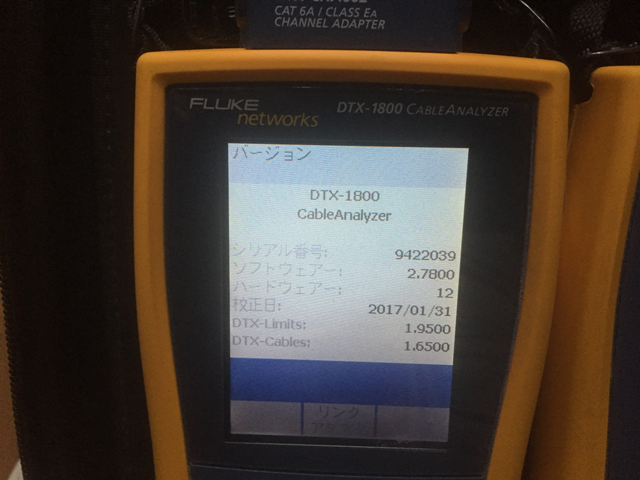 CAT 6A / CLASS EA
CHANNEL ADAPTER
FLUKE
networks
DTX-1800 CABLEANALYZER
バージョン
DTX-1800
CableAnalyzer
シリアル番号: 9422039
ソフトウェアー: 2.7800
ハードウェアー: 12
校正日: 2017/01/31
DTX-Limits: 1.9500
DTX-Cables: 1.6500
リンク